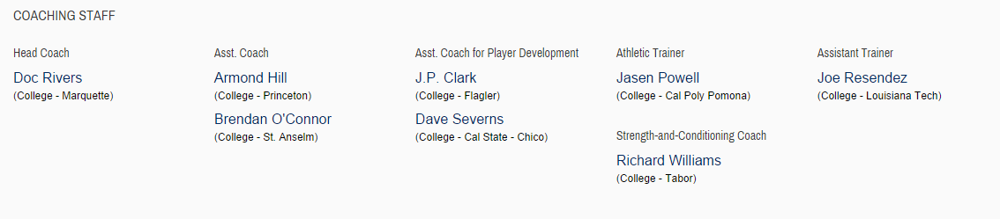 COACHING STAFF
Head Coach
Doc Rivers
(College - Marquette)
Asst. Coach
Armond Hill
(College - Princeton)
Brendan O'Connor
(College - St. Anselm)
Asst. Coach for Player Development
J.P. Clark
(College - Flagler)
Dave Severns
(College - Cal State - Chico)
Athletic Trainer
Jasen Powell
(College - Cal Poly Pomona)
Strength-and-Conditioning Coach
Richard Williams
(College - Tabor)
Assistant Trainer
Joe Resendez
(College - Louisiana Tech)